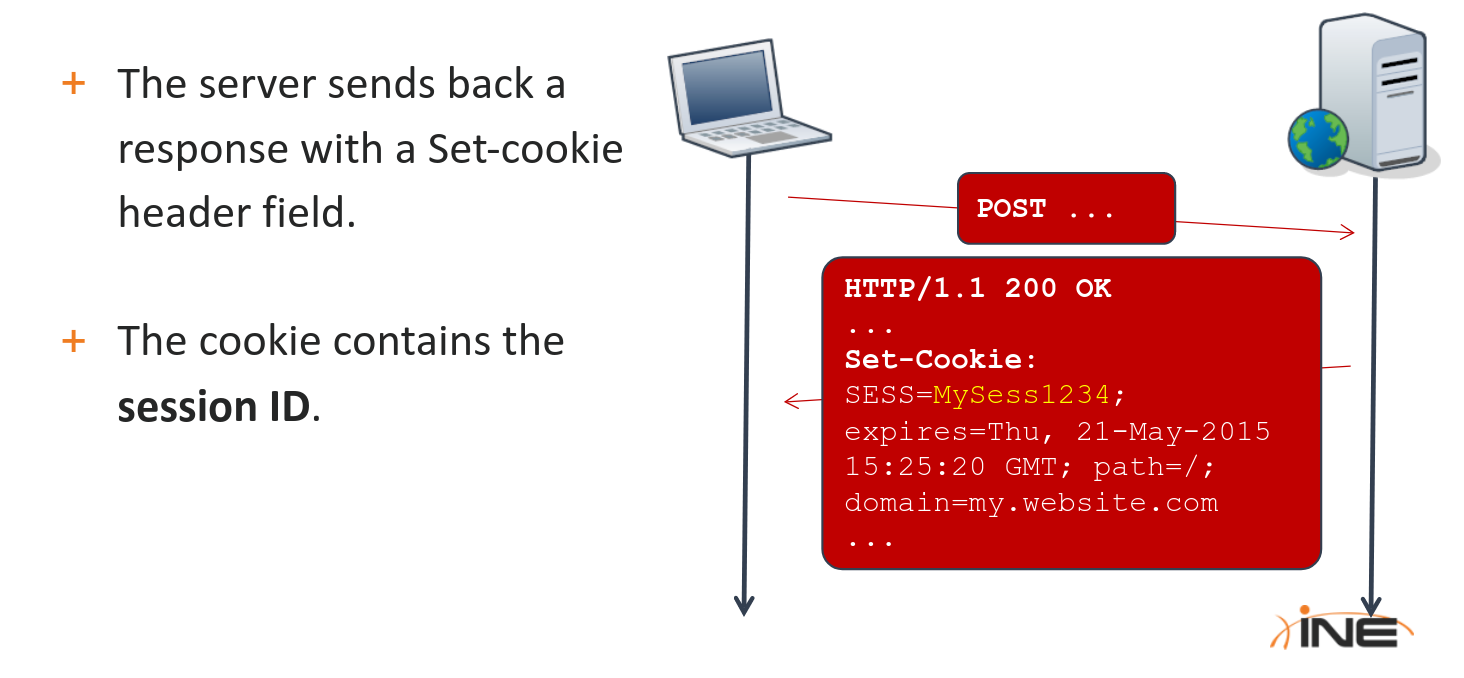 + The server sends back a
response with a Set-cookie
header field.
+ The cookie contains the
session ID.
POST ...
HTTP/1.1 200 OK
...
Set-Cookie:
SESS=MySess1234;
expires=Thu, 21-May-2015
15:25:20 GMT; path=/;
domain=my.website.com
...
iNE